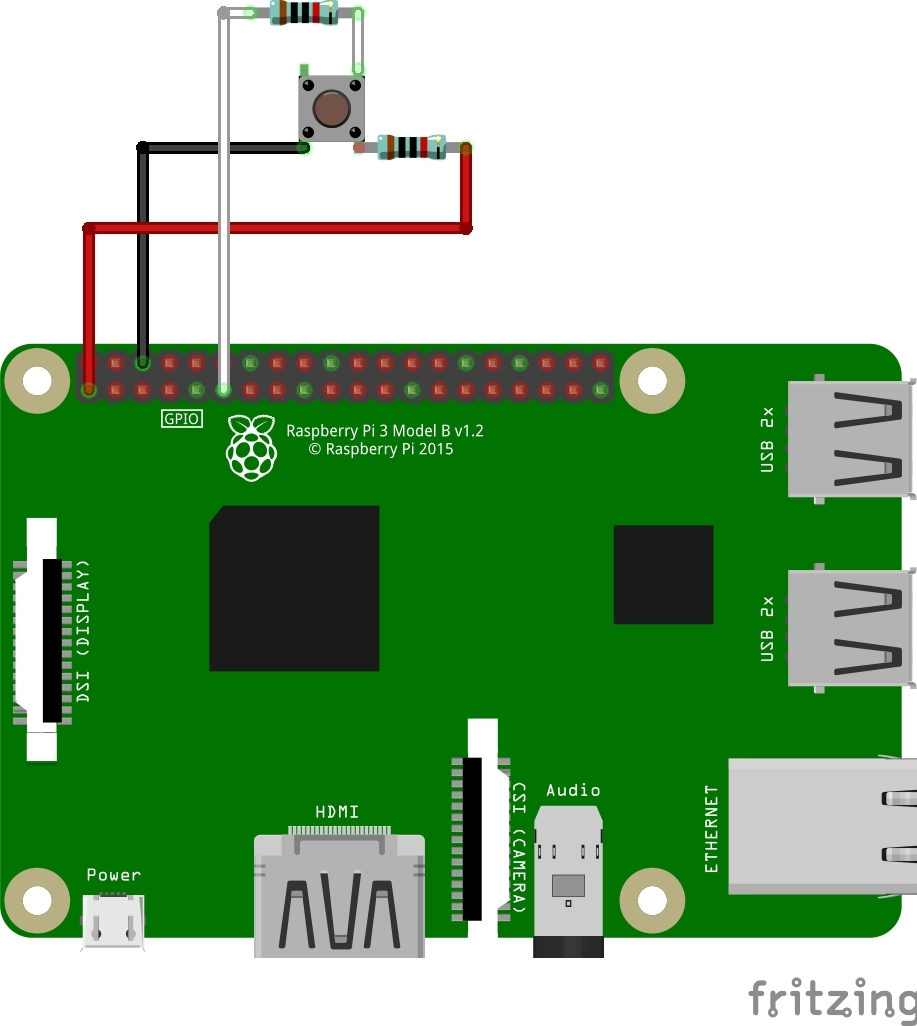 GPIO
Raspberry Pi 3 Model B v1.2
© Raspberry Pi 2015
USB 2x
DSI (DISPLAY)
USB 2x
HDMI
Audio
CSI (CAMERA)
ETHERNET
Power
fritzing